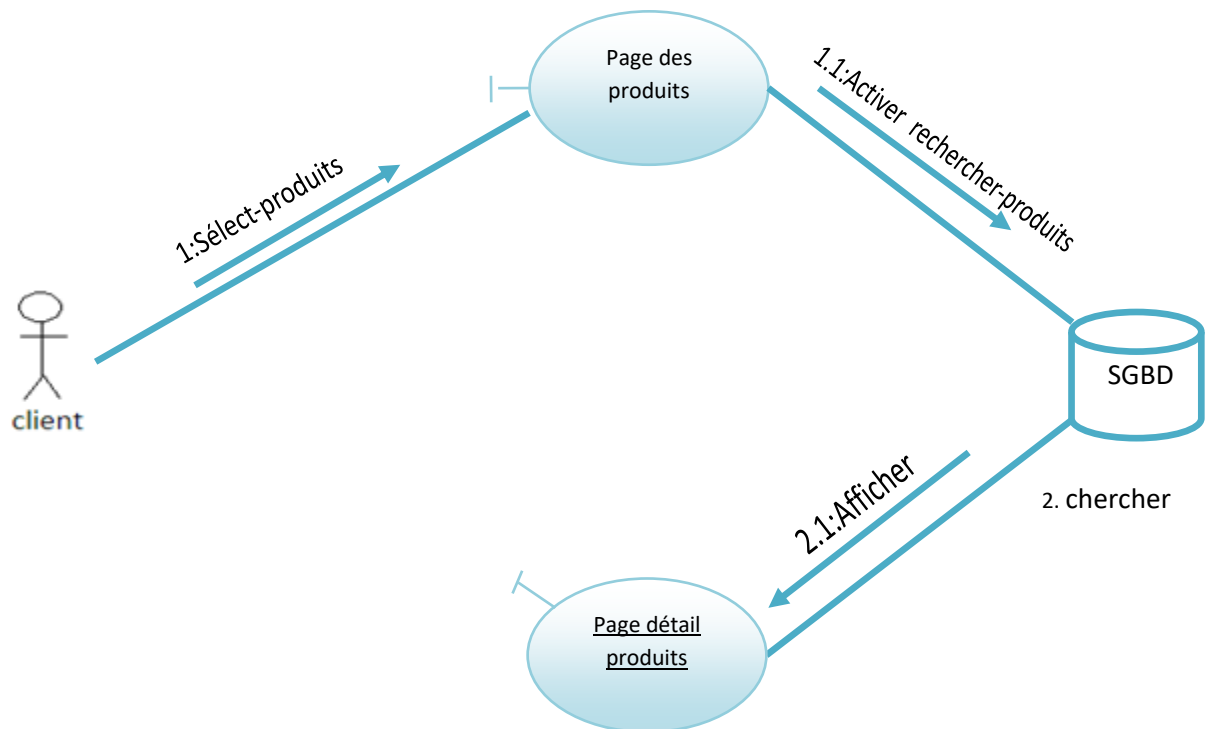 Page des
produits
1.1:Activer rechercher-produits
1:Sélect-produits
client
SGBD
2. chercher
2.1:Afficher
Page détail
produits